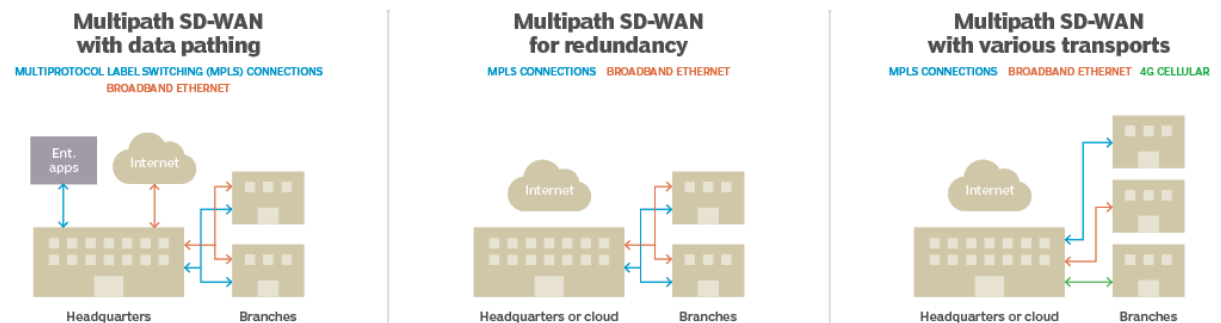 Multipath SD-WAN
with data pathing
MULTIPROTOCOL LABEL SWITCHING (MPLS) CONNECTIONS
BROADBAND ETHERNET
Ent.
apps
Internet
Headquarters
Branches
Multipath SD-WAN
for redundancy
MPLS CONNECTIONS BROADBAND ETHERNET
Internet
Headquarters or cloud
Branches
Multipath SD-WAN
with various transports
MPLS CONNECTIONS BROADBAND ETHERNET 4G CELLULAR
Internet
Headquarters or cloud
Branches